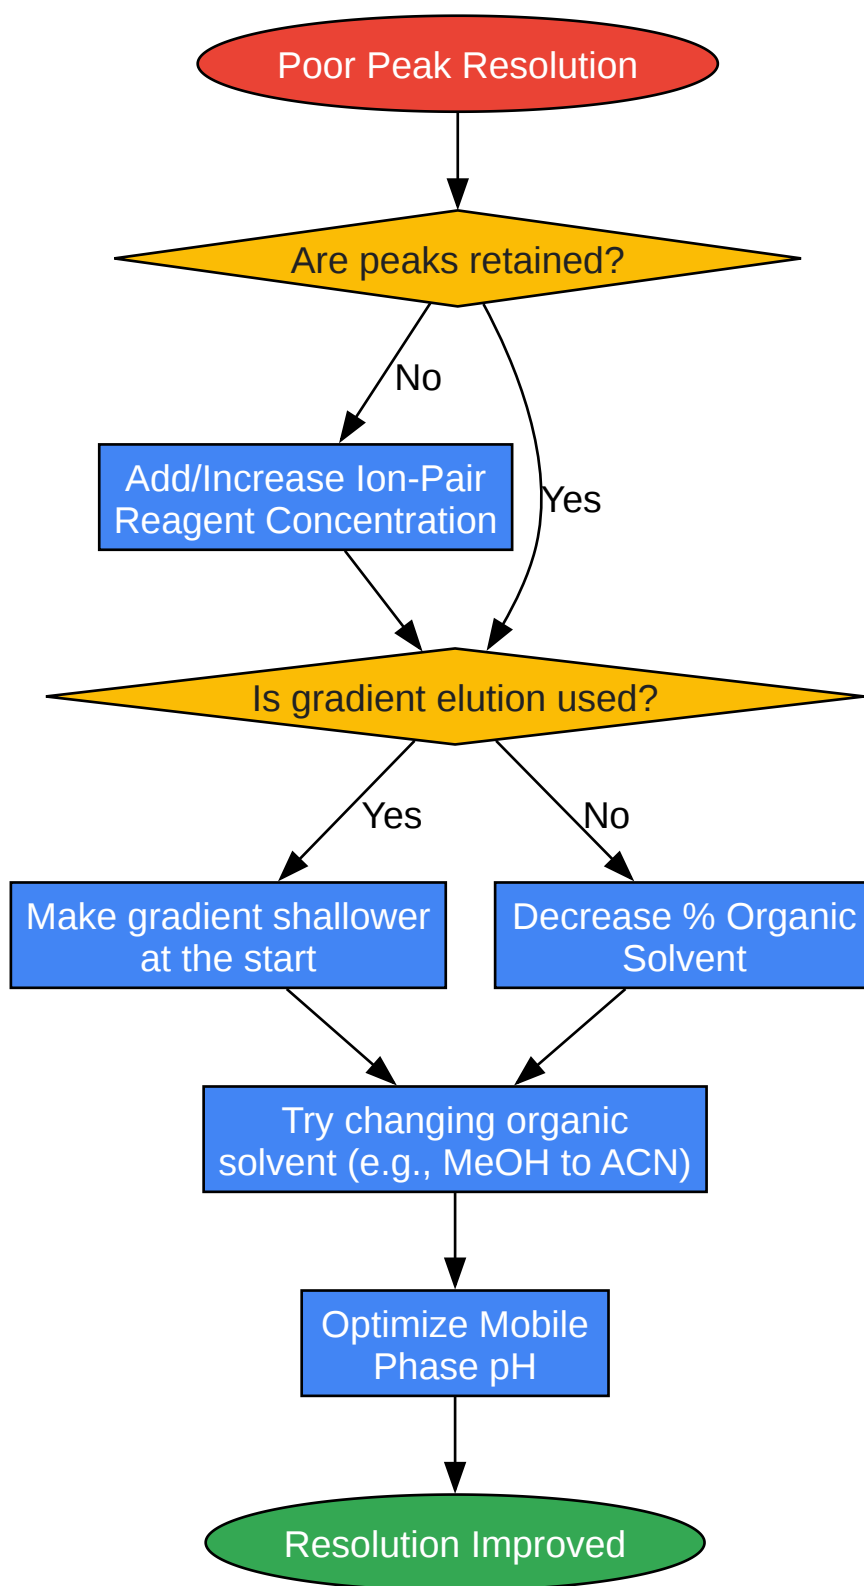 Poor Peak Resolution
Are peaks retained?
No
Add/Increase Ion-Pair
Reagent Concentration
Yes
Is gradient elution used?
Yes
No
Make gradient shallower
at the start
Decrease % Organic
Solvent
Try changing organic
solvent (e.g., MeOH to ACN)
Optimize Mobile
Phase pH
Resolution Improved